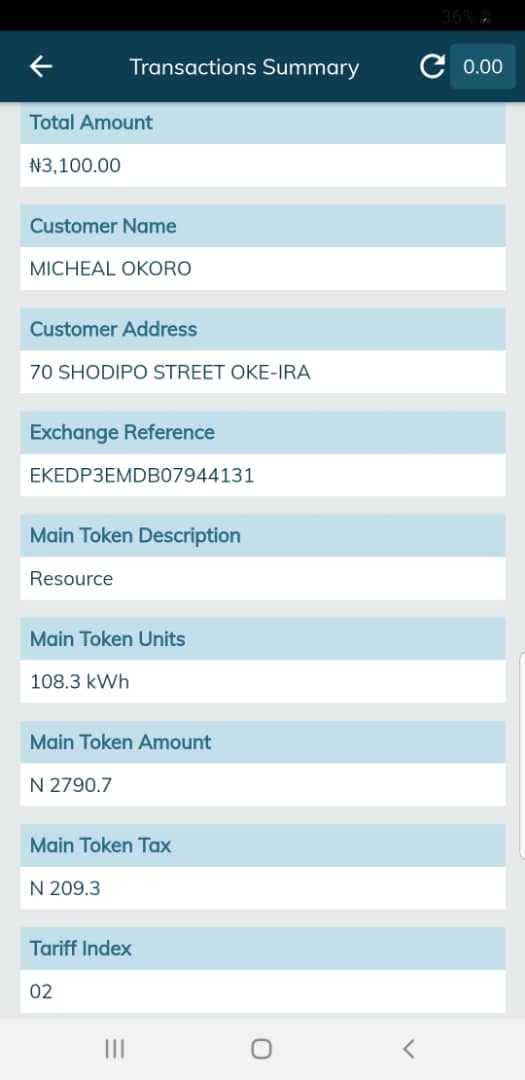 36%
Transactions Summary
0.00
Total Amount
₦3,100.00
Customer Name
MICHEAL OKORO
Customer Address
70 SHODIPO STREET OKE-IRA
Exchange Reference
EKEDP3EMDB07944131
Main Token Description
Resource
Main Token Units
108.3 kWh
Main Token Amount
N 2790.7
Main Token Tax
N 209.3
Tariff Index
02